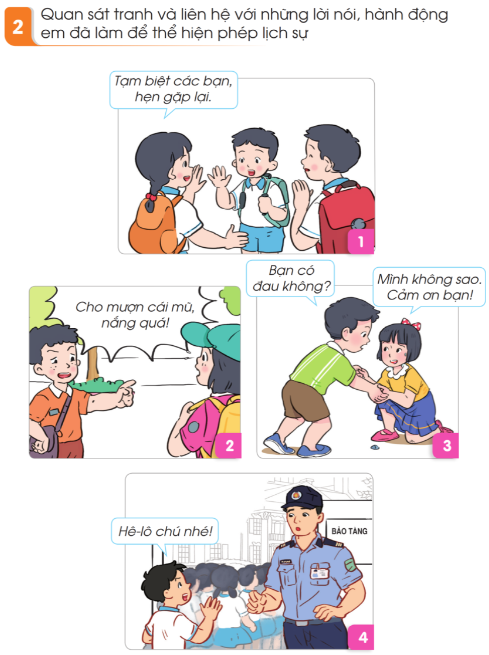 2
Quan sát tranh và liên hệ với những lời nói, hành động
em đà làm để thể hiện phép lịch sự
Tạm biệt các bạn,
hẹn gặp lại.
1
Cho mượn cái mũ,
nắng quá!
2
Bạn có
đau không?
Mình không sao.
Cảm ơn bạn!
3
Hê-lô chú nhé!
BẢO TÀNG
4